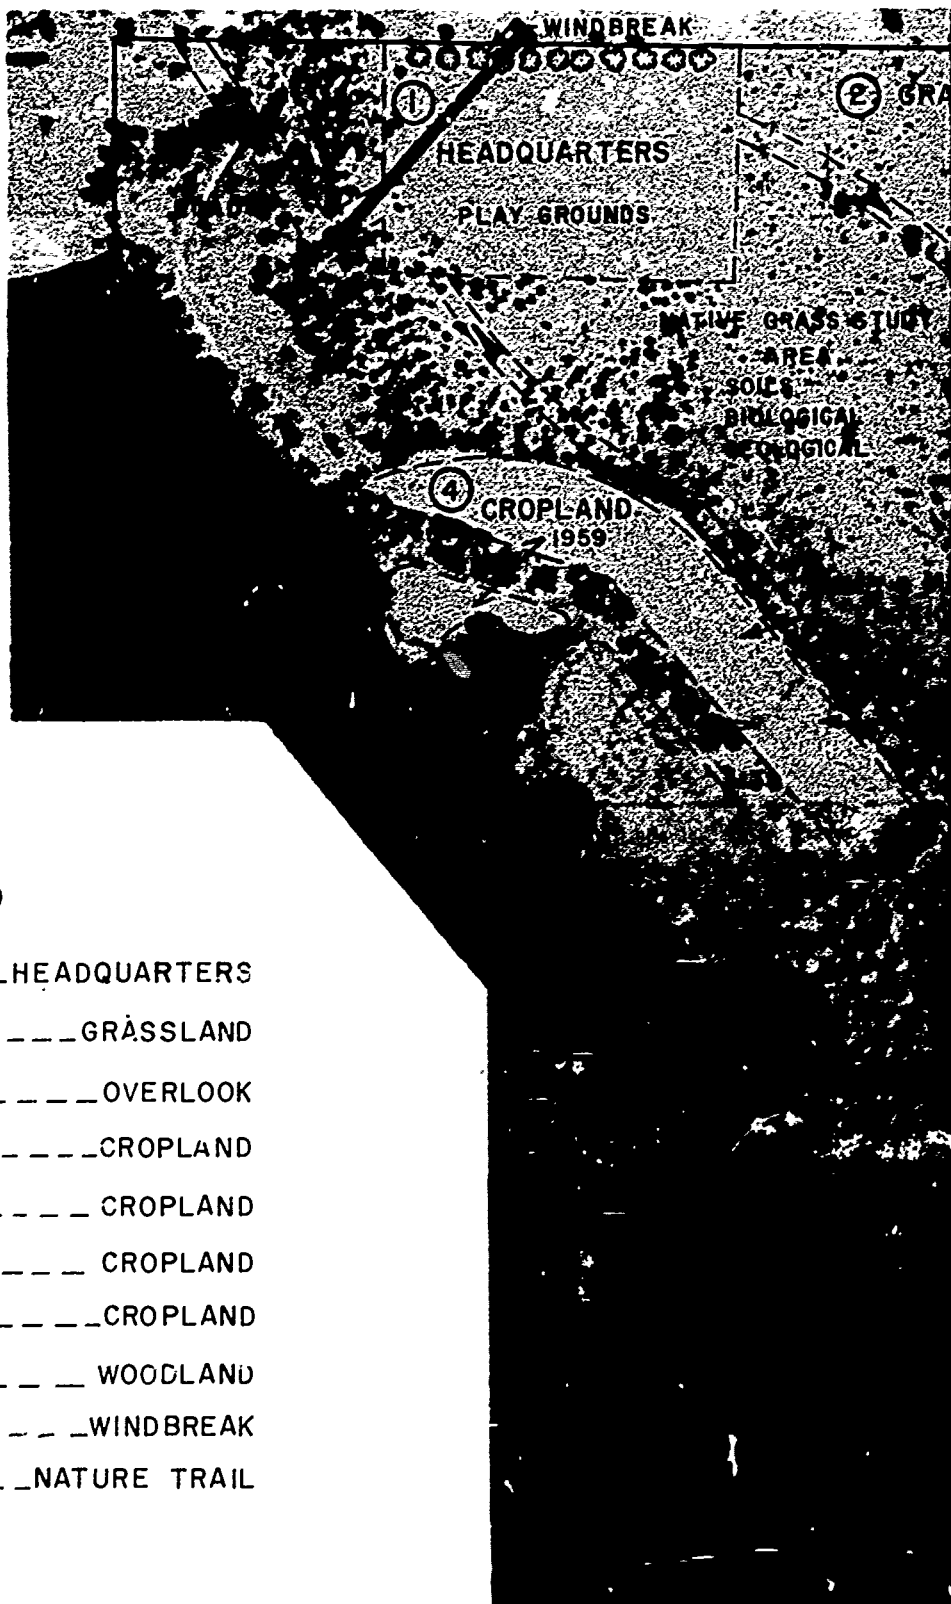 WINDBREAK
①
② GRA
HEADQUARTERS
PLAY GROUNDS
NATIVE GRASS STUDY
AREA
SOILS
BIOLOGICAL
GEOLOGICAL
④ CROPLAND
1959
HEADQUARTERS
GRASSLAND
OVERLOOK
CROPLAND
CROPLAND
CROPLAND
CROPLAND
WOODLAND
WINDBREAK
NATURE TRAIL